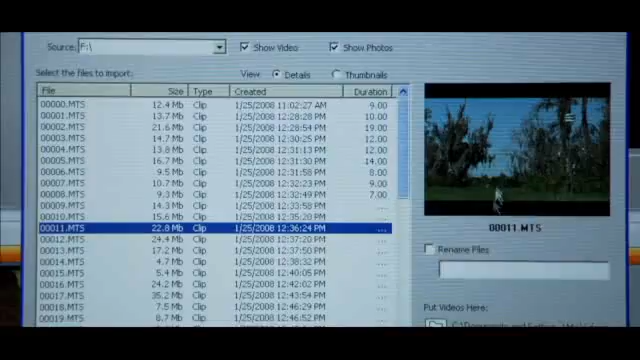 Source: F:\ Show Video Show Photos
Select the files to import: View: Details Thumbnails
File Size Type Created Duration
00000.MTS 12.4 Mb Clip 1/25/2008 11:02:27 AM 9.00
00001.MTS 13.7 Mb Clip 1/25/2008 12:28:28 PM 10.00
00002.MTS 21.6 Mb Clip 1/25/2008 12:28:54 PM 19.00
00003.MTS 14.7 Mb Clip 1/25/2008 12:30:25 PM 12.00
00004.MTS 13.8 Mb Clip 1/25/2008 12:31:13 PM 12.00
00005.MTS 16.7 Mb Clip 1/25/2008 12:31:30 PM 14.00
00006.MTS 9.5 Mb Clip 1/25/2008 12:31:58 PM 8.00
00007.MTS 10.7 Mb Clip 1/25/2008 12:32:23 PM 9.00
00008.MTS 9.3 Mb Clip 1/25/2008 12:32:49 PM 7.00
00009.MTS 14.3 Mb Clip 1/25/2008 12:33:58 PM ...
00010.MTS 15.6 Mb Clip 1/25/2008 12:35:20 PM ...
00011.MTS 22.8 Mb Clip 1/25/2008 12:36:24 PM ...
00012.MTS 24.4 Mb Clip 1/25/2008 12:37:20 PM ...
00013.MTS 17.2 Mb Clip 1/25/2008 12:37:50 PM ...
00014.MTS 4.7 Mb Clip 1/25/2008 12:38:32 PM ...
00015.MTS 5.4 Mb Clip 1/25/2008 12:40:05 PM ...
00016.MTS 24.2 Mb Clip 1/25/2008 12:42:02 PM ...
00017.MTS 35.2 Mb Clip 1/25/2008 12:43:54 PM ...
00018.MTS 7.5 Mb Clip 1/25/2008 12:46:29 PM ...
00019.MTS 8.7 Mb Clip 1/25/2008 12:46:52 PM ...
00011.MTS
Rename Files
Put Videos Here: